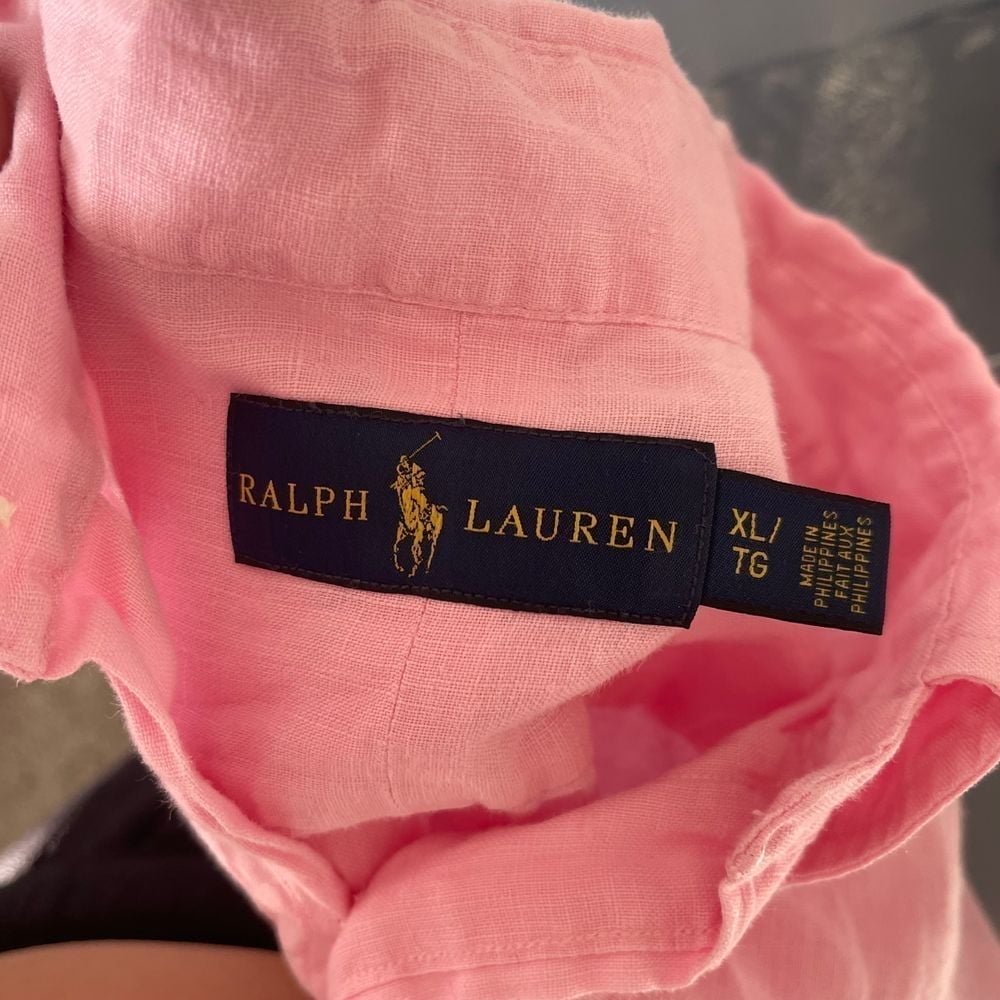 RALPH LAUREN
XL/
TG
MADE IN
PHILIPPINES
FAIT AUX
PHILIPPINES